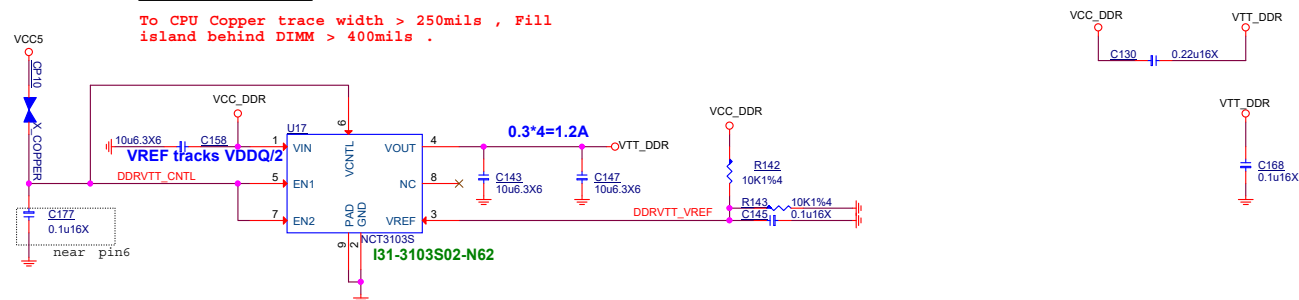 To CPU Copper trace width > 250mils , Fill
island behind DIMM > 400mils .
VCC5
CP10
X_COPPER
VCC_DDR
10u6.3X6
C158
VREF tracks VDDQ/2
DDRVTT_CNTL
C177
0.1u16X
near pin6
U17
6
1
VIN
VCNTL
VOUT
4
5
EN1
NC
8
7
EN2
PAD
GND
VREF
3
9
2
NCT3103S
I31-3103S02-N62
0.3*4=1.2A
VTT_DDR
C143
10u6.3X6
C147
10u6.3X6
DDRVTT_VREF
VCC_DDR
R142
10K1%4
R143
10K1%4
C145
0.1u16X
VCC_DDR
VTT_DDR
C130
0.22u16X
VTT_DDR
C168
0.1u16X